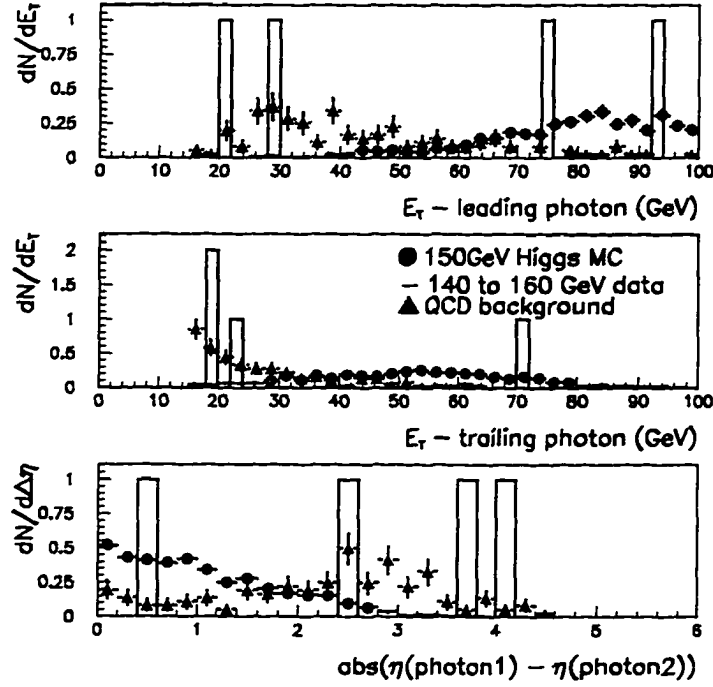 dN/dE_T
1
0.75
0.5
0.25
0
0 10 20 30 40 50 60 70 80 90 100
E_T – leading photon (GeV)
dN/dE_T
2
1.5
1
0.5
0
● 150GeV Higgs MC
– 140 to 160 GeV data
▲ QCD background
0 10 20 30 40 50 60 70 80 90 100
E_T – trailing photon (GeV)
dN/dΔη
1
0.75
0.5
0.25
0
0 1 2 3 4 5 6
abs(η(photon1) – η(photon2))